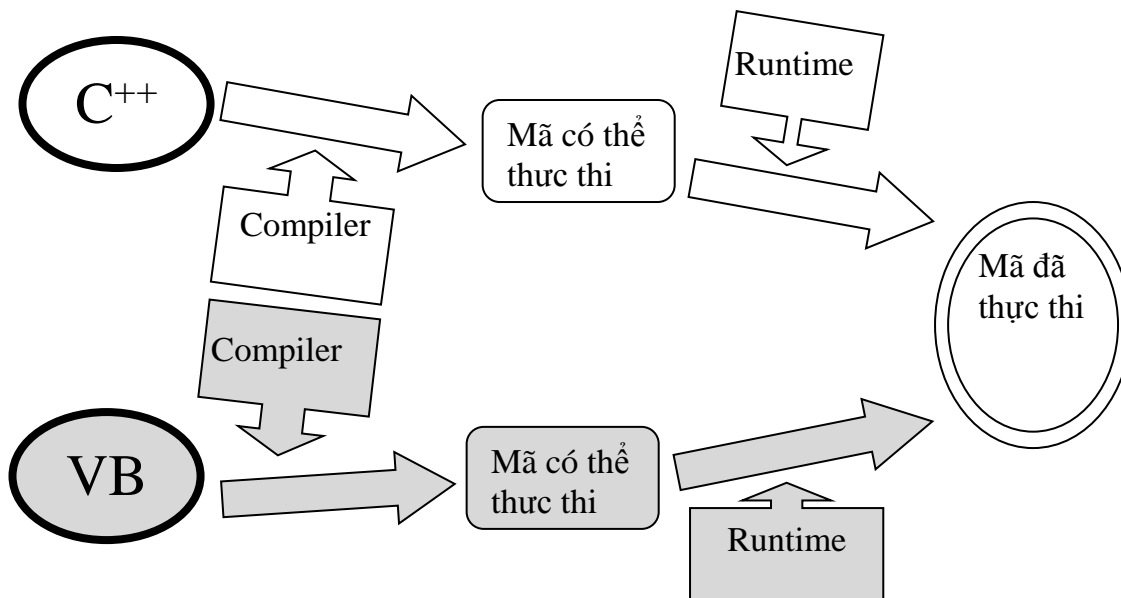 C++
Runtime
Mã có thể
thưc thi
Compiler
Mã đã
thực thi
Compiler
VB
Mã có thể
thưc thi
Runtime